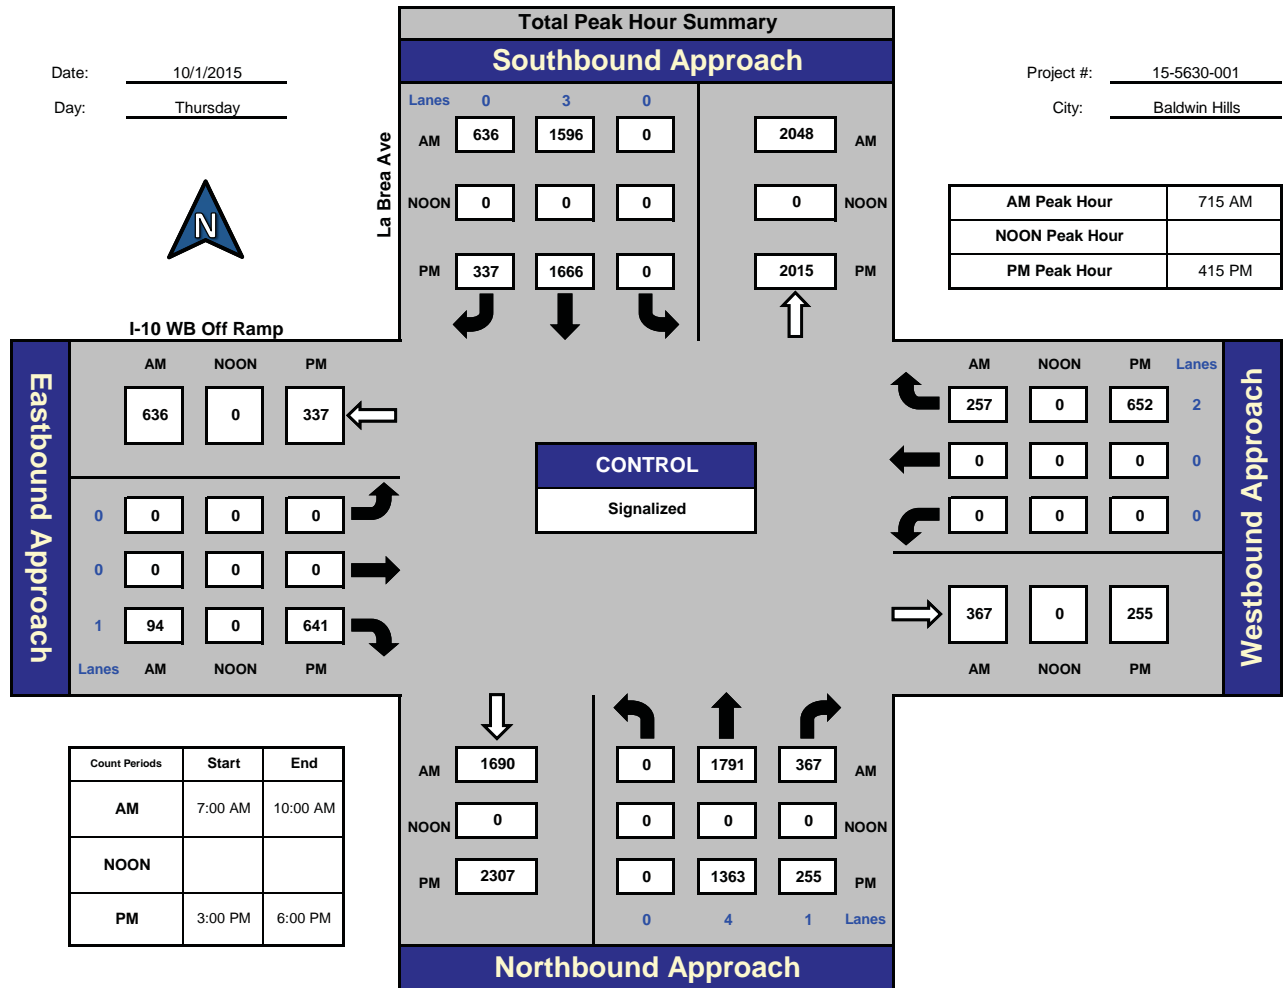 Total Peak Hour Summary
Southbound Approach
Date: 10/1/2015
Day: Thursday
Project #: 15-5630-001
City: Baldwin Hills
N
La Brea Ave
Lanes 0 3 0
AM 636 1596 0 2048 AM
NOON 0 0 0 0 NOON
PM 337 1666 0 2015 PM
AM Peak Hour 715 AM
NOON Peak Hour
PM Peak Hour 415 PM
I-10 WB Off Ramp
Eastbound Approach
AM NOON PM
636 0 337
0 0 0 0
0 0 0 0
1 94 0 641
Lanes AM NOON PM
CONTROL
Signalized
AM NOON PM Lanes
257 0 652 2
0 0 0 0
0 0 0 0
367 0 255
AM NOON PM
Westbound Approach
Count Periods Start End
AM 7:00 AM 10:00 AM
NOON
PM 3:00 PM 6:00 PM
AM 1690 0 1791 367 AM
NOON 0 0 0 0 NOON
PM 2307 0 1363 255 PM
0 4 1 Lanes
Northbound Approach